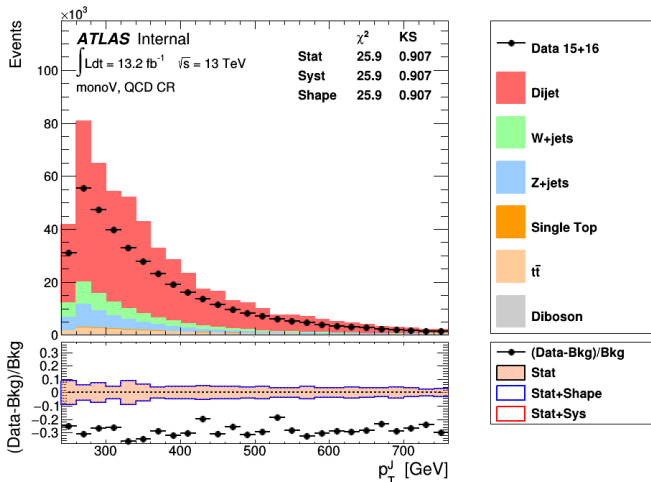 ×10³
ATLAS Internal
∫Ldt = 13.2 fb⁻¹ √s = 13 TeV
monoV, QCD CR
χ² KS
Stat 25.9 0.907
Syst 25.9 0.907
Shape 25.9 0.907
Events
100
80
60
40
20
0
Data 15+16
Dijet
W+jets
Z+jets
Single Top
tt̄
Diboson
(Data-Bkg)/Bkg
0.3
0.2
0.1
0
−0.1
−0.2
−0.3
300 400 500 600 700
p_T^J [GeV]
(Data-Bkg)/Bkg
Stat
Stat+Shape
Stat+Sys